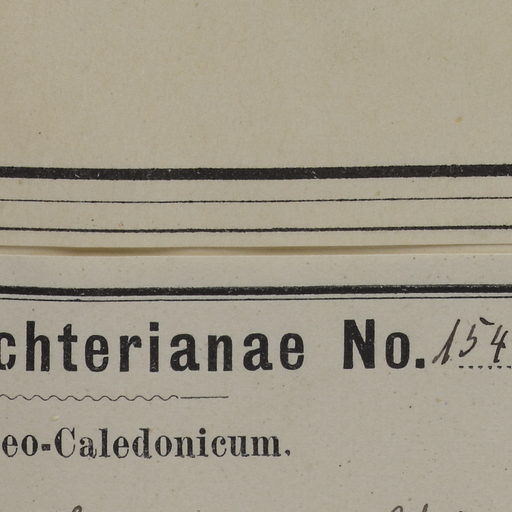 chterianae No. 154
eo-Caledonicum.